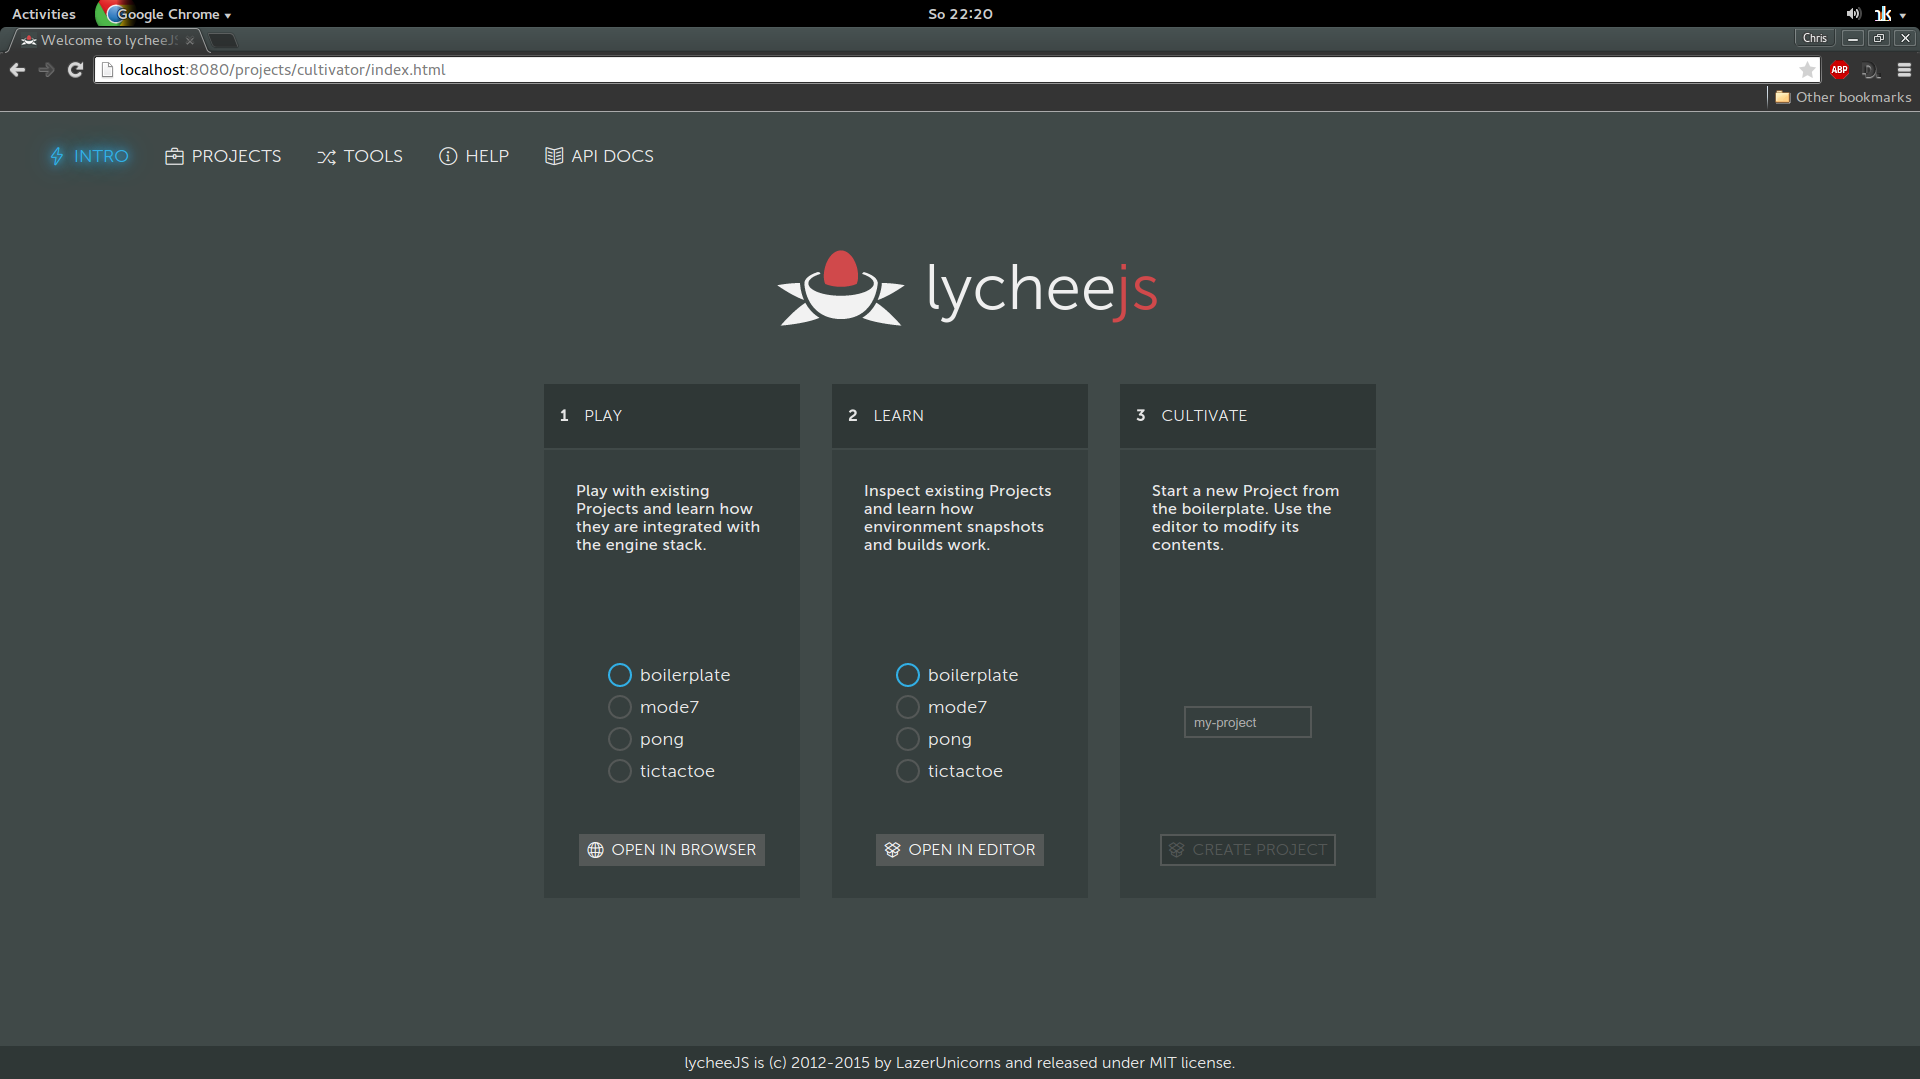 Activities
Google Chrome
So 22:20
Welcome to lycheeJS
Chris
localhost:8080/projects/cultivator/index.html
ABP
Other bookmarks
INTRO
PROJECTS
TOOLS
HELP
API DOCS
lycheejs
1 PLAY
Play with existing
Projects and learn how
they are integrated with
the engine stack.
boilerplate
mode7
pong
tictactoe
OPEN IN BROWSER
2 LEARN
Inspect existing Projects
and learn how
environment snapshots
and builds work.
boilerplate
mode7
pong
tictactoe
OPEN IN EDITOR
3 CULTIVATE
Start a new Project from
the boilerplate. Use the
editor to modify its
contents.
my-project
CREATE PROJECT
lycheeJS is (c) 2012-2015 by LazerUnicorns and released under MIT license.